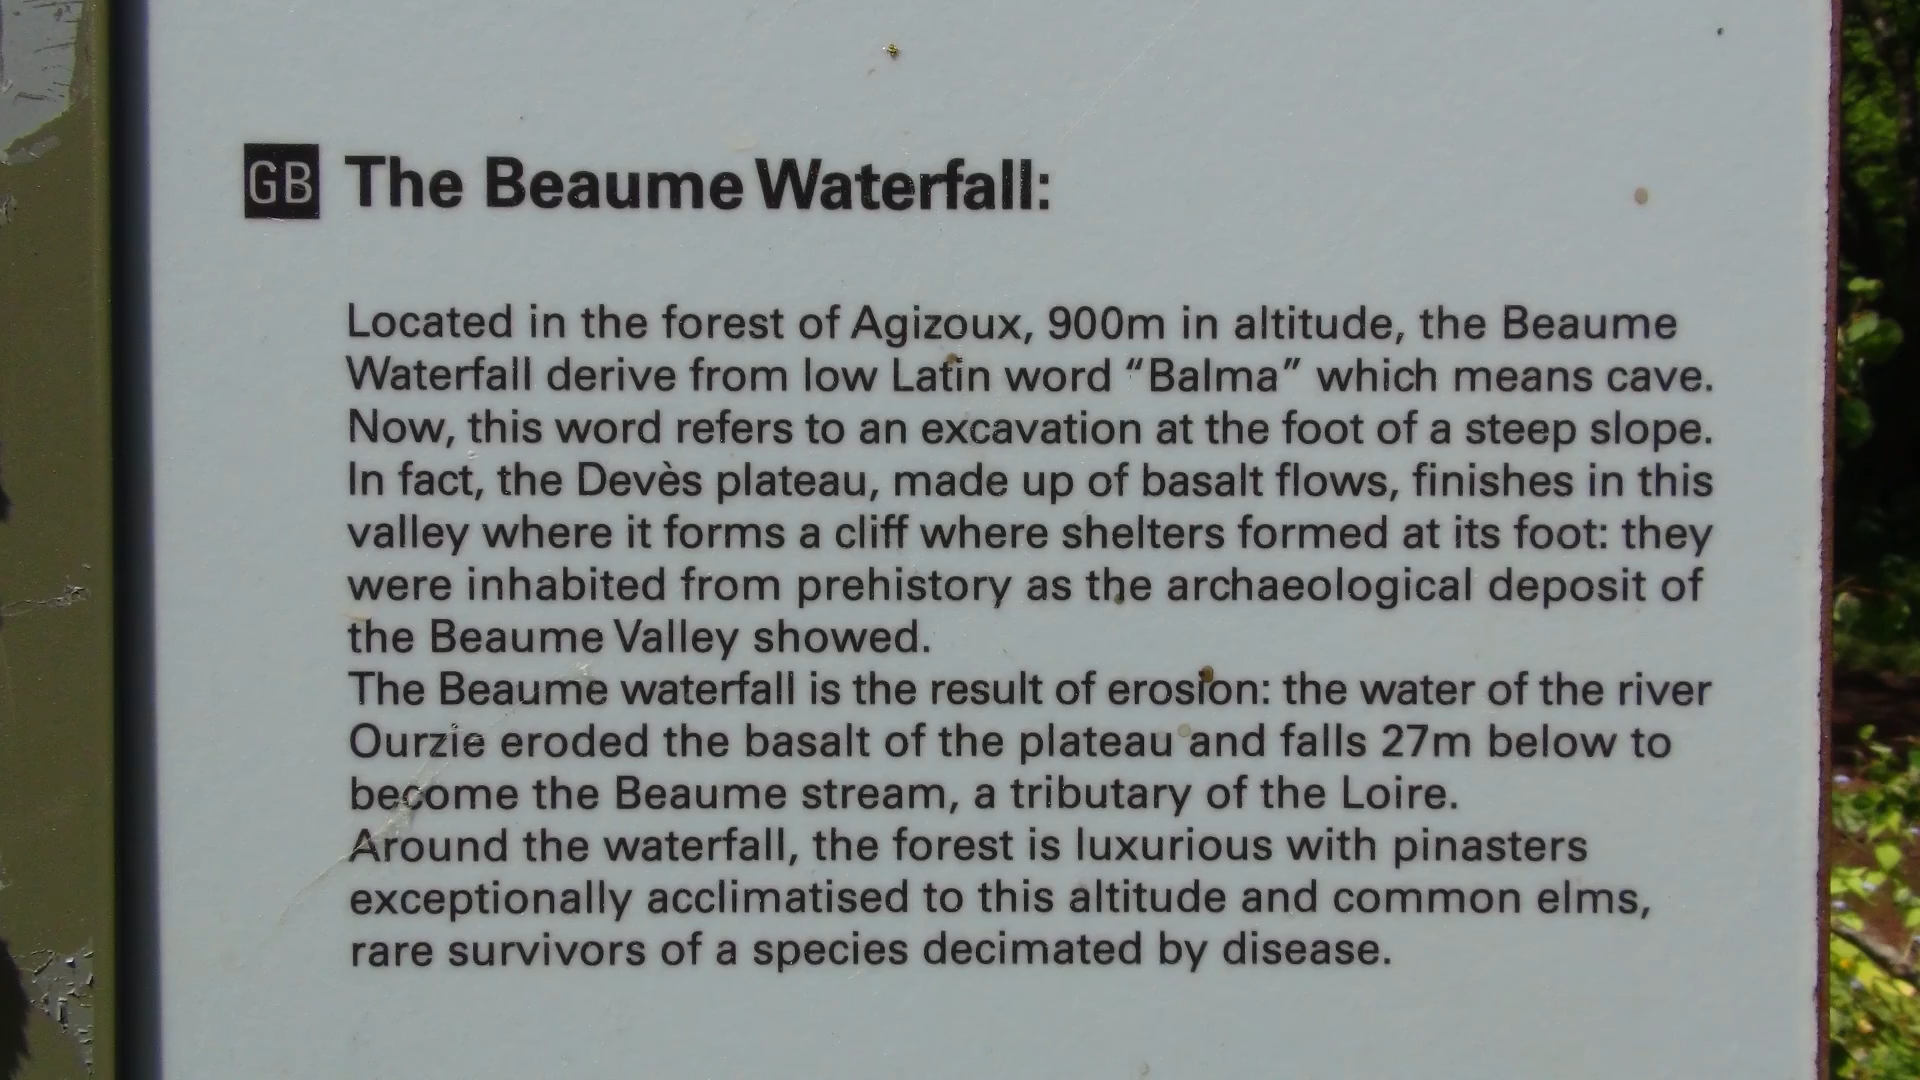 GB The Beaume Waterfall:
Located in the forest of Agizoux, 900m in altitude, the Beaume
Waterfall derive from low Latin word “Balma” which means cave.
Now, this word refers to an excavation at the foot of a steep slope.
In fact, the Devès plateau, made up of basalt flows, finishes in this
valley where it forms a cliff where shelters formed at its foot: they
were inhabited from prehistory as the archaeological deposit of
the Beaume Valley showed.
The Beaume waterfall is the result of erosion: the water of the river
Ourzie eroded the basalt of the plateau and falls 27m below to
become the Beaume stream, a tributary of the Loire.
Around the waterfall, the forest is luxurious with pinasters
exceptionally acclimatised to this altitude and common elms,
rare survivors of a species decimated by disease.